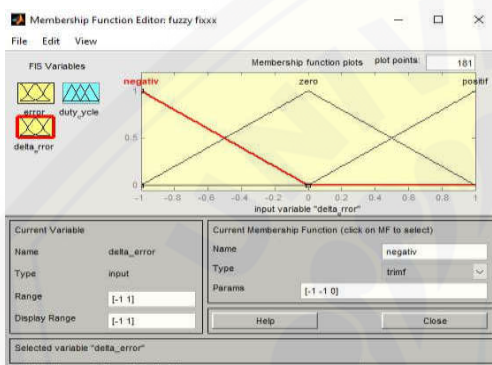 Membership Function Editor: fuzzy fixxx
File Edit View
FIS Variables
Membership function plots plot points: 181
error
duty_cycle
delta_rror
negativ zero positif
1
0.5
0
-1 -0.8 -0.6 -0.4 -0.2 0 0.2 0.4 0.6 0.8 1
input variable "delta_rror"
Current Variable
Name delta_error
Type input
Range [-1 1]
Display Range [-1 1]
Current Membership Function (click on MF to select)
Name negativ
Type trimf
Params [-1 -1 0]
Help Close
Selected variable "delta_error"